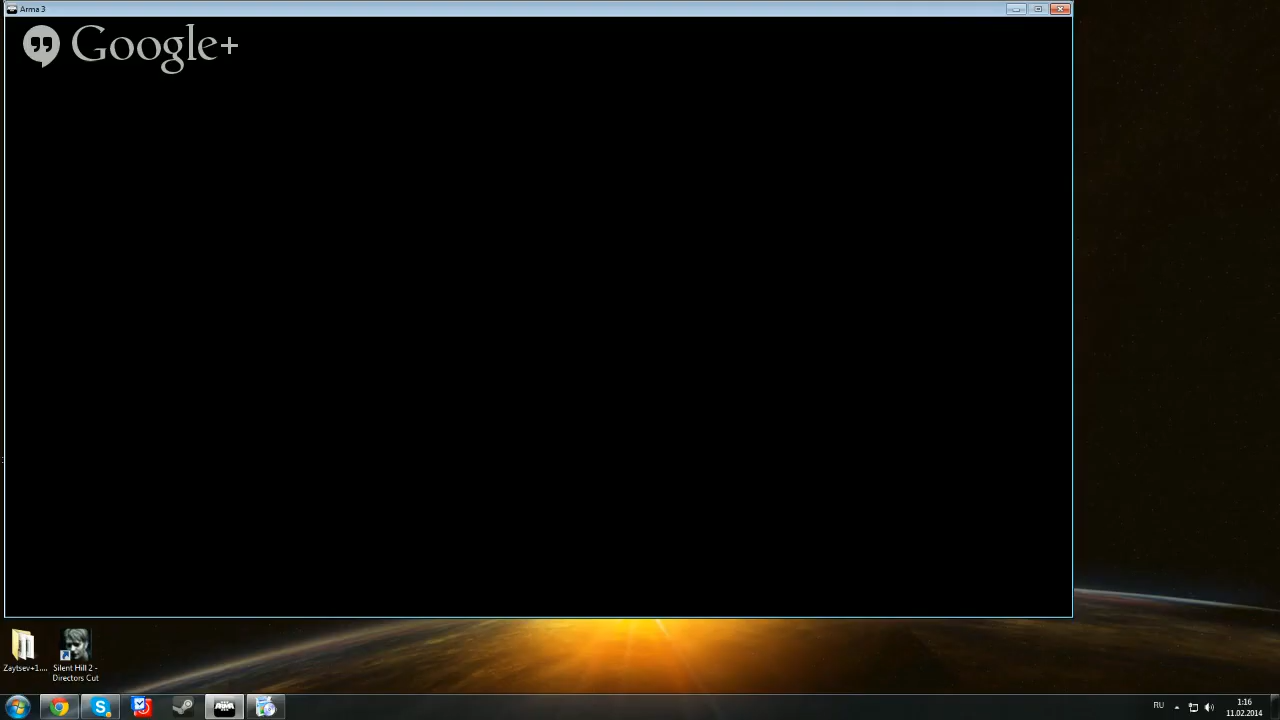 Arma 3
Google+
Zaytsev+1....
Silent Hill 2 -
Directors Cut
RU
1:16
11.02.2014